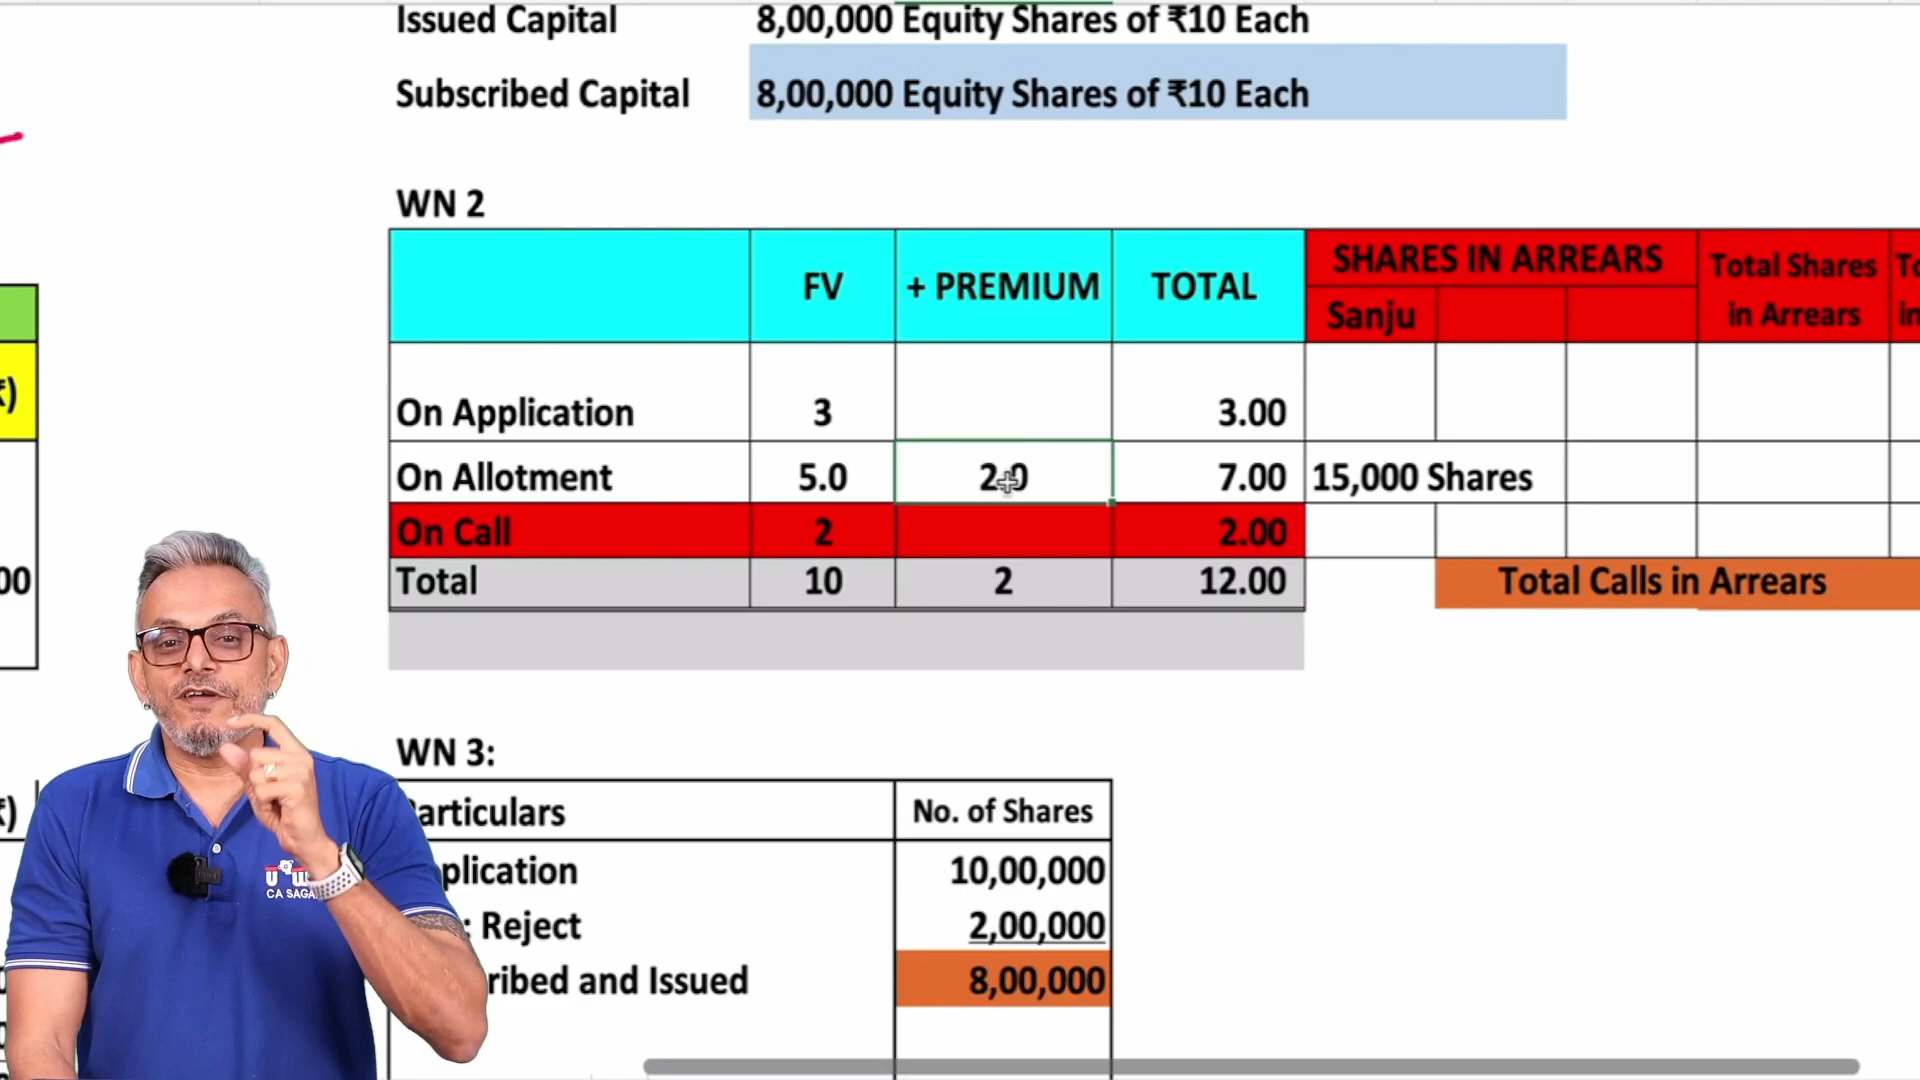 Issued Capital 8,00,000 Equity Shares of ₹10 Each
Subscribed Capital 8,00,000 Equity Shares of ₹10 Each
WN 2
FV + PREMIUM TOTAL SHARES IN ARREARS Total Shares in Arrears
Sanju
₹)
On Application 3 3.00
On Allotment 5.0 2.0 7.00 15,000 Shares
On Call 2 2.00
00 Total 10 2 12.00 Total Calls in Arrears
WN 3:
₹) articulars No. of Shares
plication 10,00,000
: Reject 2,00,000
ribed and Issued 8,00,000
CA SAGA